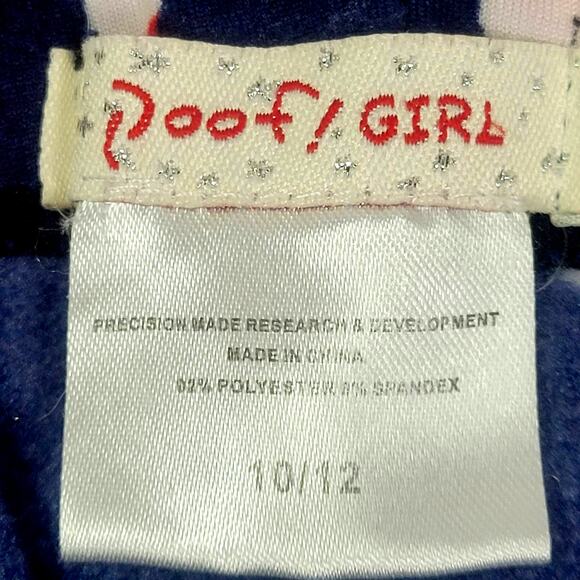 Poof! GIRL
PRECISION MADE RESEARCH & DEVELOPMENT
MADE IN CHINA
92% POLYESTER 8% SPANDEX
10/12